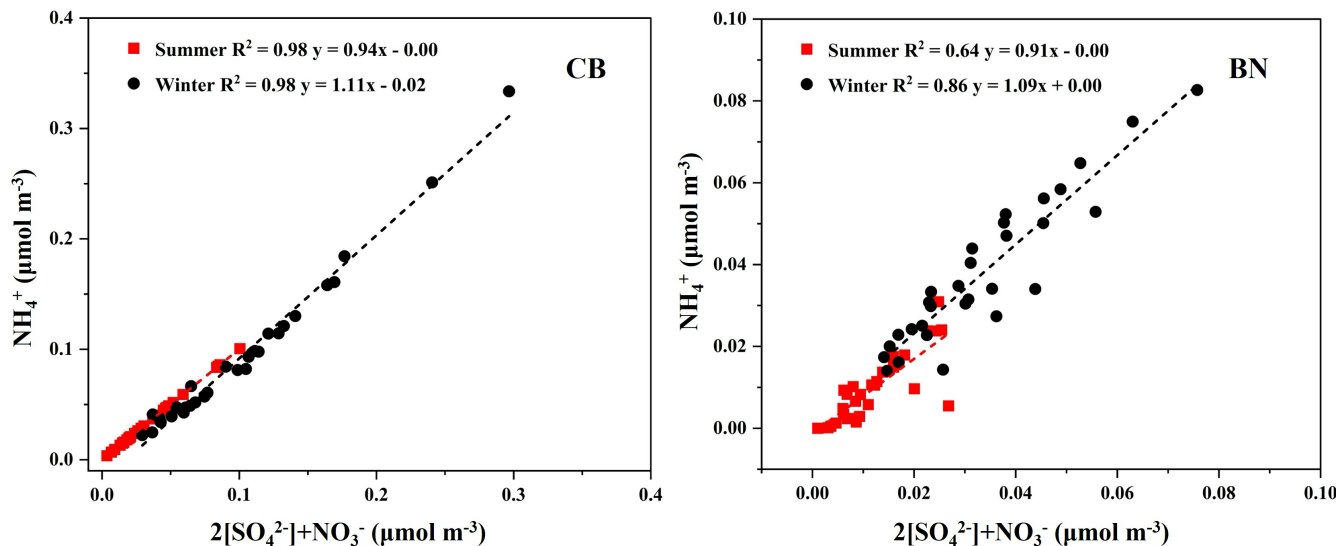 0.4
0.3
0.2
0.1
0.0
NH₄⁺ (μmol m⁻³)
Summer R² = 0.98 y = 0.94x - 0.00
Winter R² = 0.98 y = 1.11x - 0.02
CB
0.0 0.1 0.2 0.3 0.4
2[SO₄²⁻]+NO₃⁻ (μmol m⁻³)
0.10
0.08
0.06
0.04
0.02
0.00
NH₄⁺ (μmol m⁻³)
Summer R² = 0.64 y = 0.91x - 0.00
Winter R² = 0.86 y = 1.09x + 0.00
BN
0.00 0.02 0.04 0.06 0.08 0.10
2[SO₄²⁻]+NO₃⁻ (μmol m⁻³)